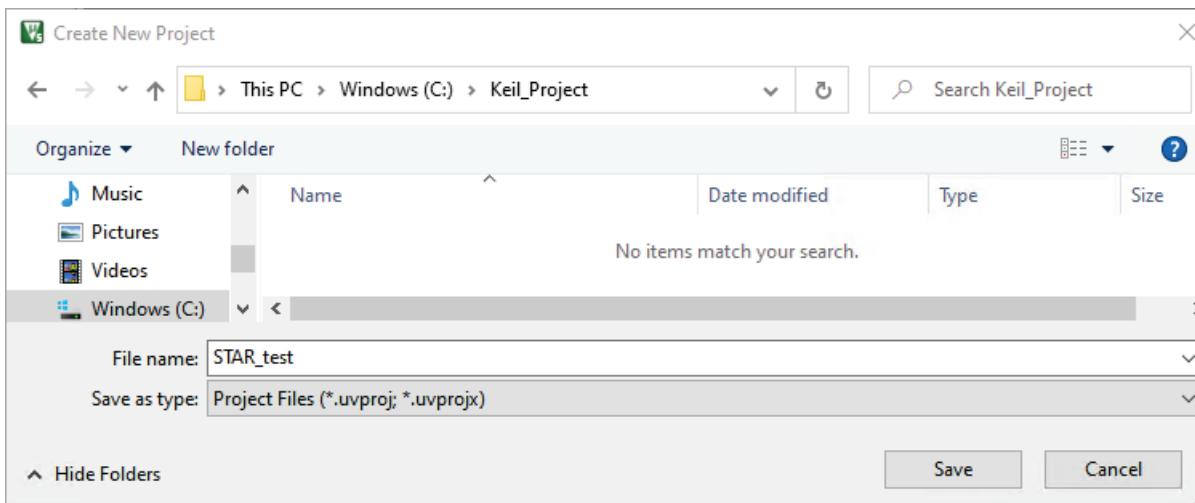 Create New Project
This PC > Windows (C:) > Keil_Project
Search Keil_Project
Organize
New folder
Music
Pictures
Videos
Windows (C:)
Name
Date modified
Type
Size
No items match your search.
File name: STAR_test
Save as type: Project Files (*.uvproj; *.uvprojx)
Hide Folders
Save
Cancel